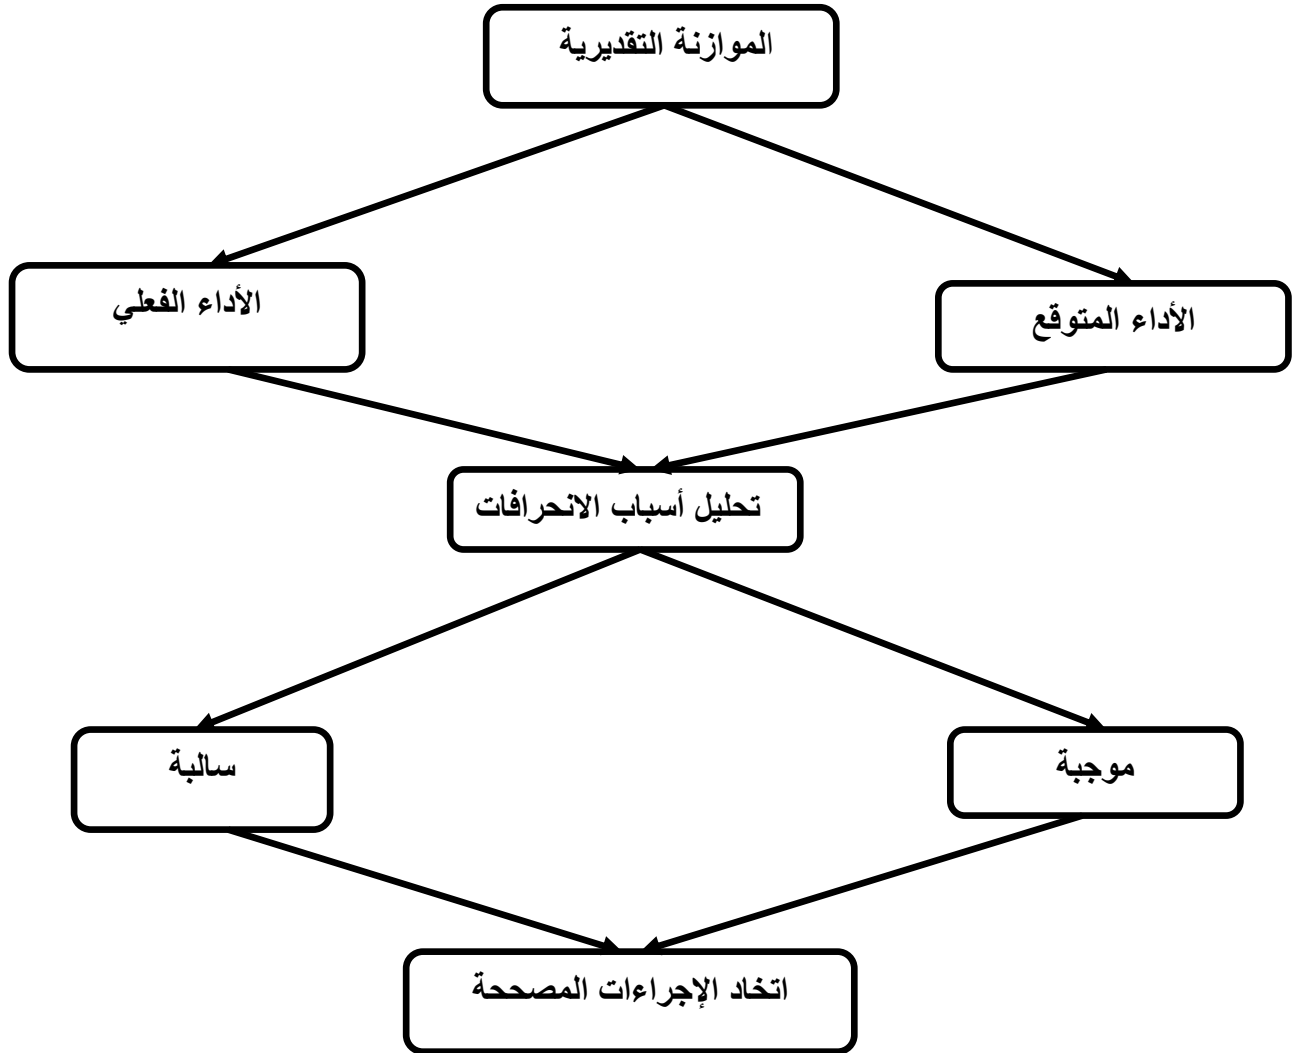 الموازنة التقديرية
الأداء المتوقع
الأداء الفعلي
تحليل أسباب الانحرافات
موجبة
سالبة
اتخاد الإجراءات المصححة